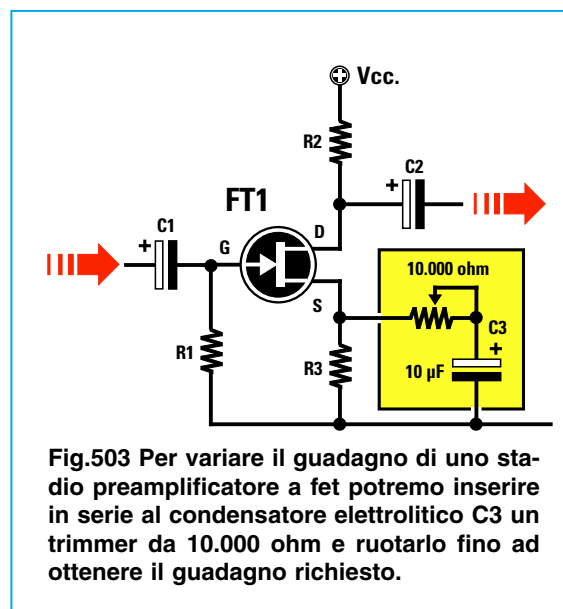 Vcc.
R2
C2
+
FT1
C1
+
G
D
S
10.000 ohm
C3
+
R1
R3
10 µF
Fig.503 Per variare il guadagno di uno sta-
dio preamplificatore a fet potremo inserire
in serie al condensatore elettrolitico C3 un
trimmer da 10.000 ohm e ruotarlo fino ad
ottenere il guadagno richiesto.